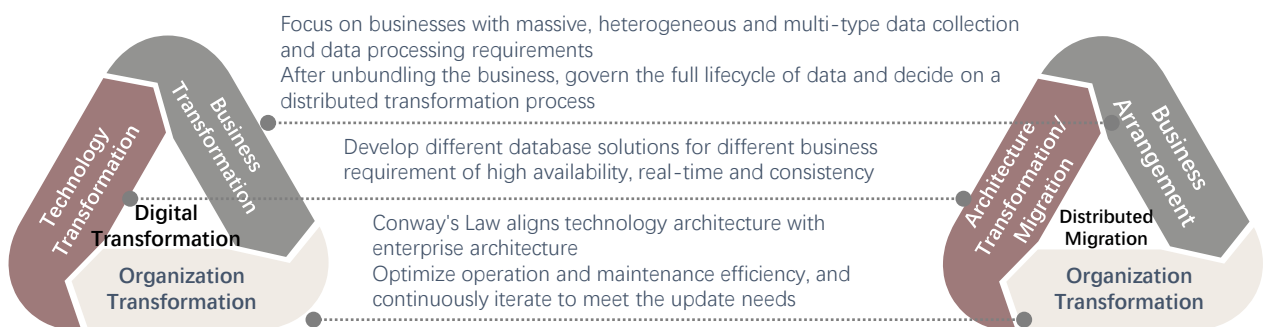 Focus on businesses with massive, heterogeneous and multi-type data collection
and data processing requirements
After unbundling the business, govern the full lifecycle of data and decide on a
distributed transformation process
Develop different database solutions for different business
requirement of high availability, real-time and consistency
Conway's Law aligns technology architecture with
enterprise architecture
Optimize operation and maintenance efficiency, and
continuously iterate to meet the update needs
Technology
Transformation
Business
Transformation
Digital
Transformation
Organization
Transformation
Architecture
Transformation/
Migration
Business
Arrangement
Distributed
Migration
Organization
Transformation